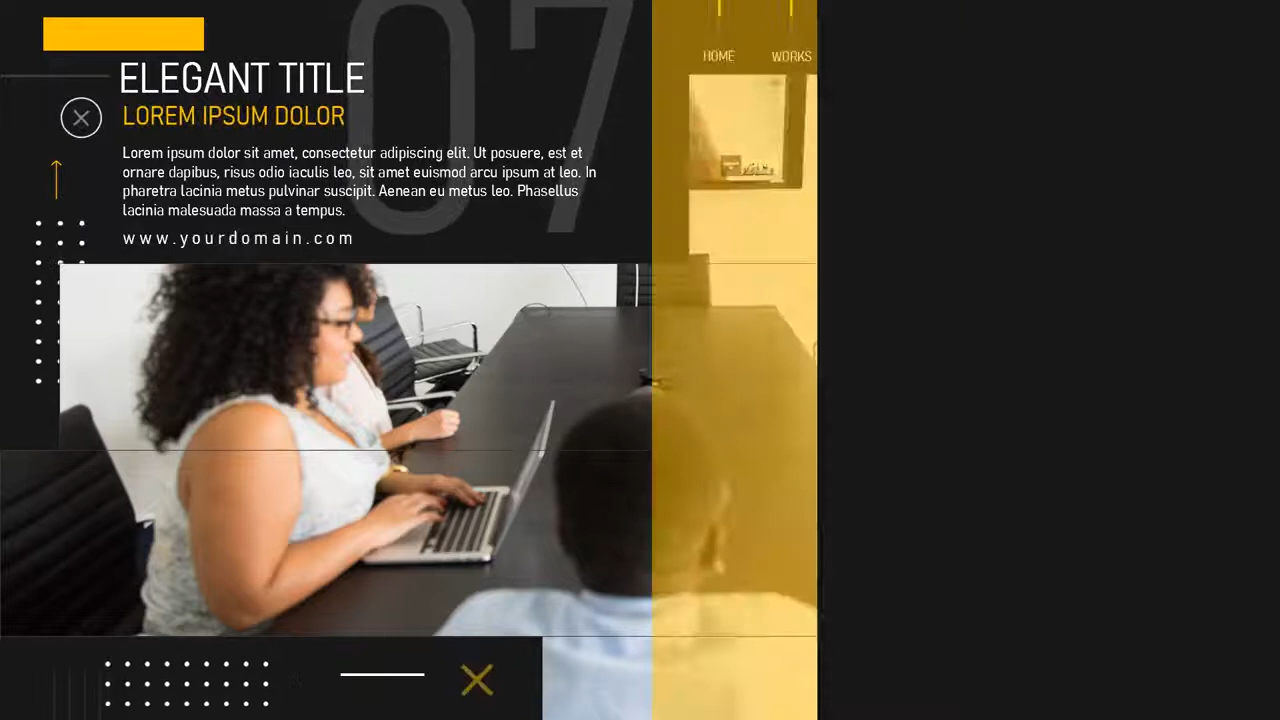 07
HOME WORKS
ELEGANT TITLE
LOREM IPSUM DOLOR
Lorem ipsum dolor sit amet, consectetur adipiscing elit. Ut posuere, est et
ornare dapibus, risus odio iaculis leo, sit amet euismod arcu ipsum at leo. In
pharetra lacinia metus pulvinar suscipit. Aenean eu metus leo. Phasellus
lacinia malesuada massa a tempus.
www.yourdomain.com